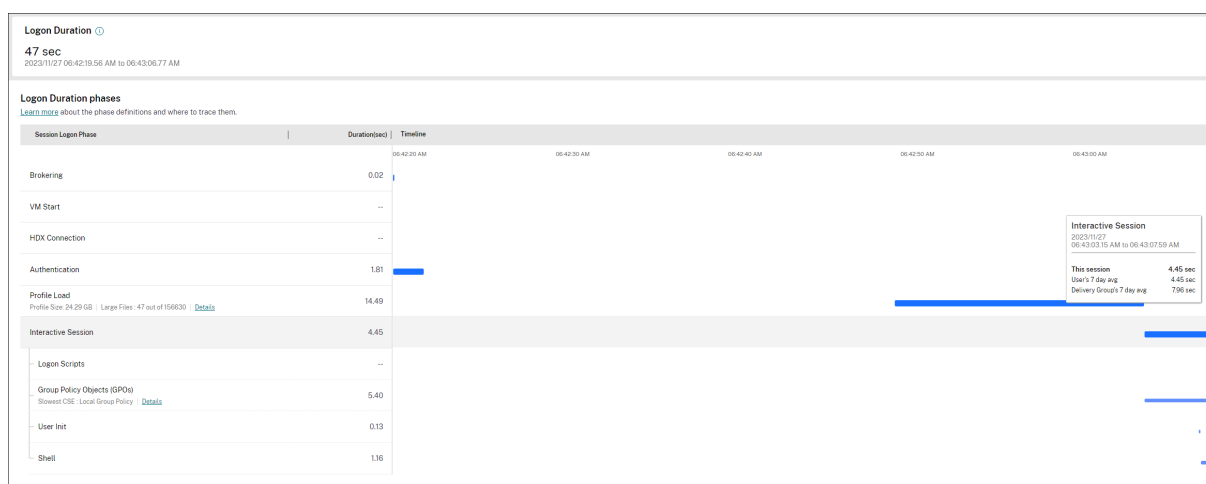 Logon Duration
47 sec
2023/11/27 06:42:19.56 AM to 06:43:06.77 AM
Logon Duration phases
Learn more about the phase definitions and where to trace them.
Session Logon Phase | Duration(sec) | Timeline
06:42:20 AM 06:42:30 AM 06:42:40 AM 06:42:50 AM 06:43:00 AM
Brokering 0.02
VM Start --
HDX Connection --
Interactive Session
2023/11/27
06:43:03.15 AM to 06:43:07.59 AM
This session 4.45 sec
User's 7 day avg 4.45 sec
Delivery Group's 7 day avg 7.96 sec
Authentication 1.81
Profile Load 14.49
Profile Size: 24.29 GB | Large Files : 47 out of 156630 | Details
Interactive Session 4.45
Logon Scripts --
Group Policy Objects (GPOs) 5.40
Slowest CSE : Local Group Policy | Details
User Init 0.13
Shell 1.16